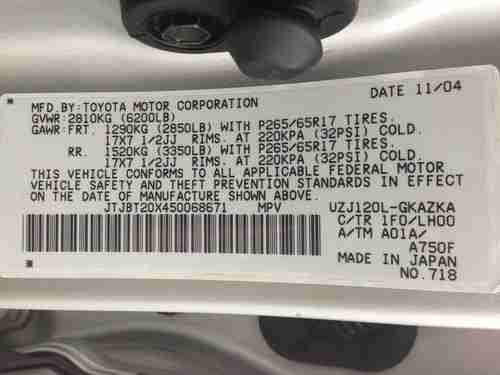 DATE 11/04
MFD.BY:TOYOTA MOTOR CORPORATION
GVWR:2810KG (6200LB)
GAWR:FRT. 1290KG (2850LB) WITH P265/65R17 TIRES.
17X7 1/2JJ RIMS. AT 220KPA (32PSI) COLD.
RR. 1520KG (3350LB) WITH P265/65R17 TIRES.
17X7 1/2JJ RIMS. AT 220KPA (32PSI) COLD.
THIS VEHICLE CONFORMS TO ALL APPLICABLE FEDERAL MOTOR
VEHICLE SAFETY AND THEFT PREVENTION STANDARDS IN EFFECT
ON THE DATE OF MANUFACTURE SHOWN ABOVE.
JTJBT20X450068671 MPV UZJ120L-GKAZKA
C/TR 1F0/LH00
A/TM A01A/
A750F
MADE IN JAPAN
NO.718